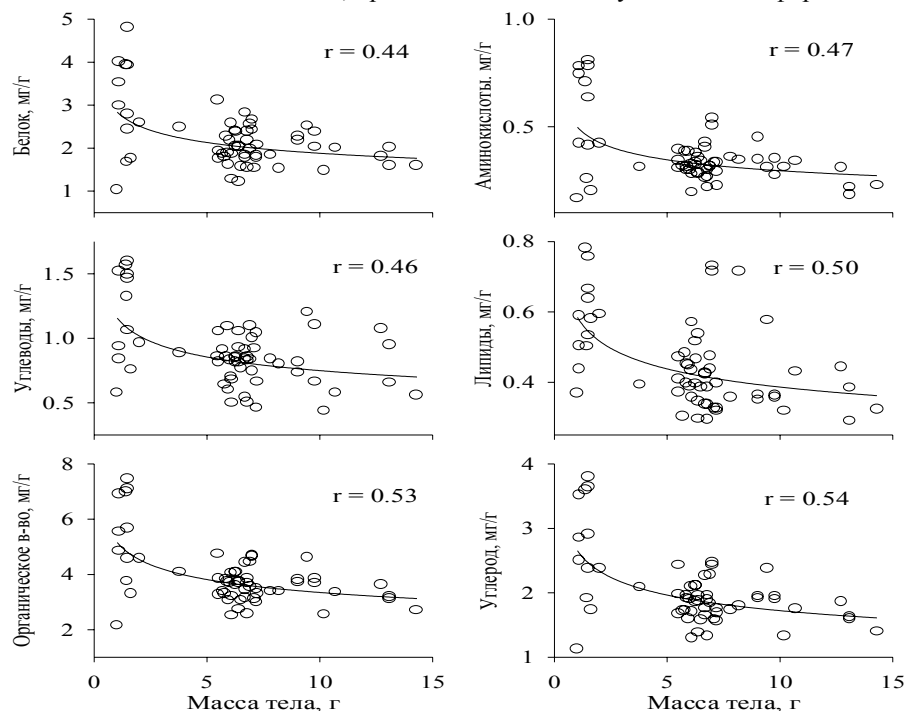 5
4
3
2
1
Белок, мг/г
r = 0.44
1.0
0.5
0.0
Аминокислоты. мг/г
r = 0.47
1.5
1.0
0.5
Углеводы, мг/г
r = 0.46
0.8
0.6
0.4
Липиды, мг/г
r = 0.50
8
6
4
2
Органическое в-во, мг/г
r = 0.53
0 5 10 15
Масса тела, г
4
3
2
1
Углерод, мг/г
r = 0.54
0 5 10 15
Масса тела, г